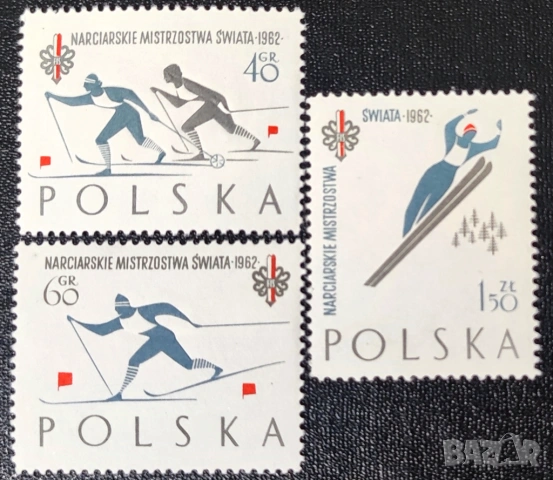 NARCIARSKIE MISTRZOSTWA ŚWIATA·1962·
40 GR.
POLSKA
NARCIARSKIE MISTRZOSTWA ŚWIATA·1962·
60 GR.
POLSKA
NARCIARSKIE MISTRZOSTWA
ŚWIATA·1962·
1 50 ZŁ
POLSKA
BAZAR